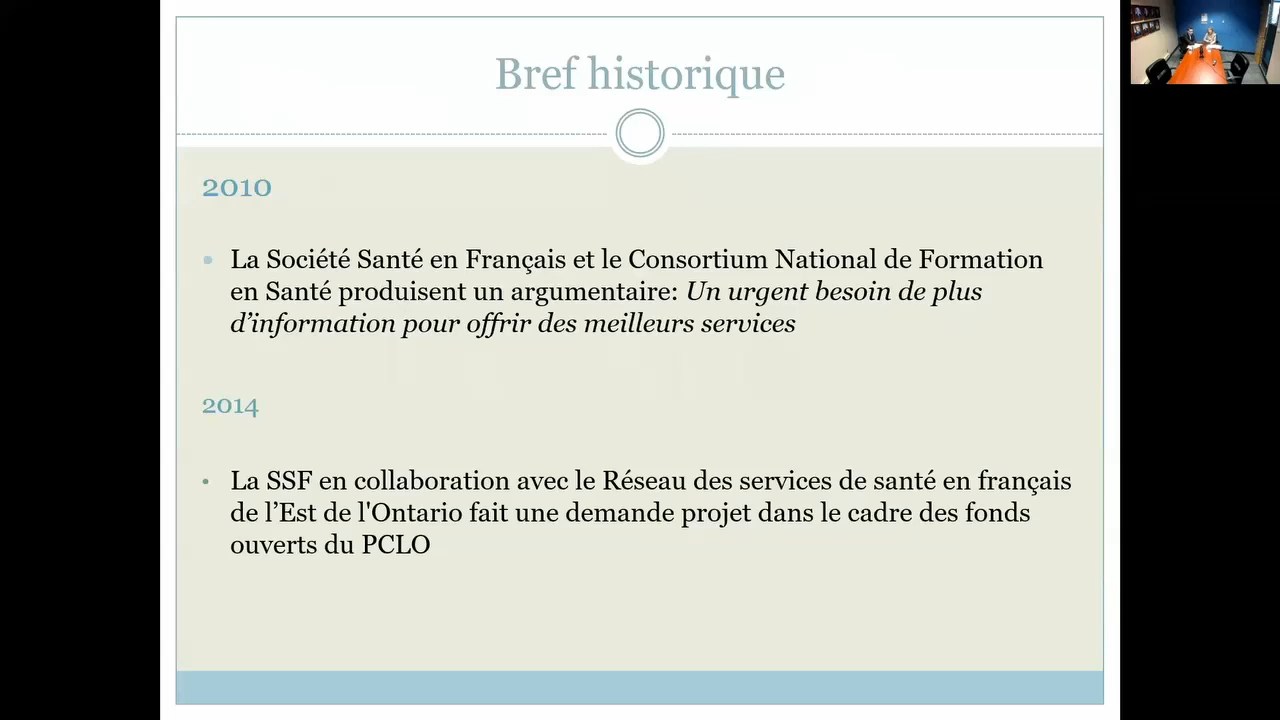 Bref historique
2010
La Société Santé en Français et le Consortium National de Formation
en Santé produisent un argumentaire: Un urgent besoin de plus
d’information pour offrir des meilleurs services
2014
La SSF en collaboration avec le Réseau des services de santé en français
de l’Est de l'Ontario fait une demande projet dans le cadre des fonds
ouverts du PCLO